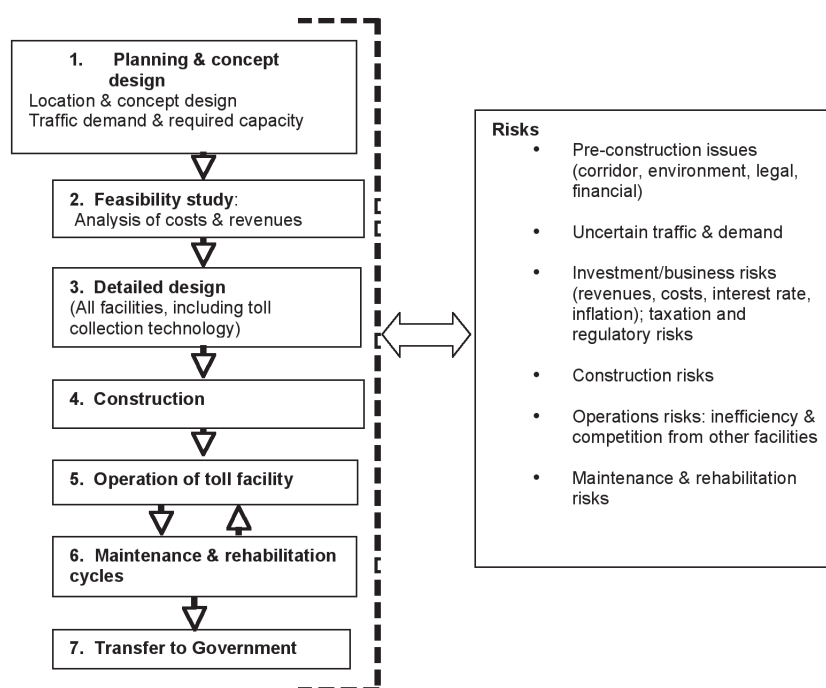 1. Planning & concept
design
Location & concept design
Traffic demand & required capacity
2. Feasibility study:
Analysis of costs & revenues
3. Detailed design
(All facilities, including toll
collection technology)
4. Construction
5. Operation of toll facility
6. Maintenance & rehabilitation
cycles
7. Transfer to Government
Risks
• Pre-construction issues
(corridor, environment, legal,
financial)
• Uncertain traffic & demand
• Investment/business risks
(revenues, costs, interest rate,
inflation); taxation and
regulatory risks
• Construction risks
• Operations risks: inefficiency &
competition from other facilities
• Maintenance & rehabilitation
risks